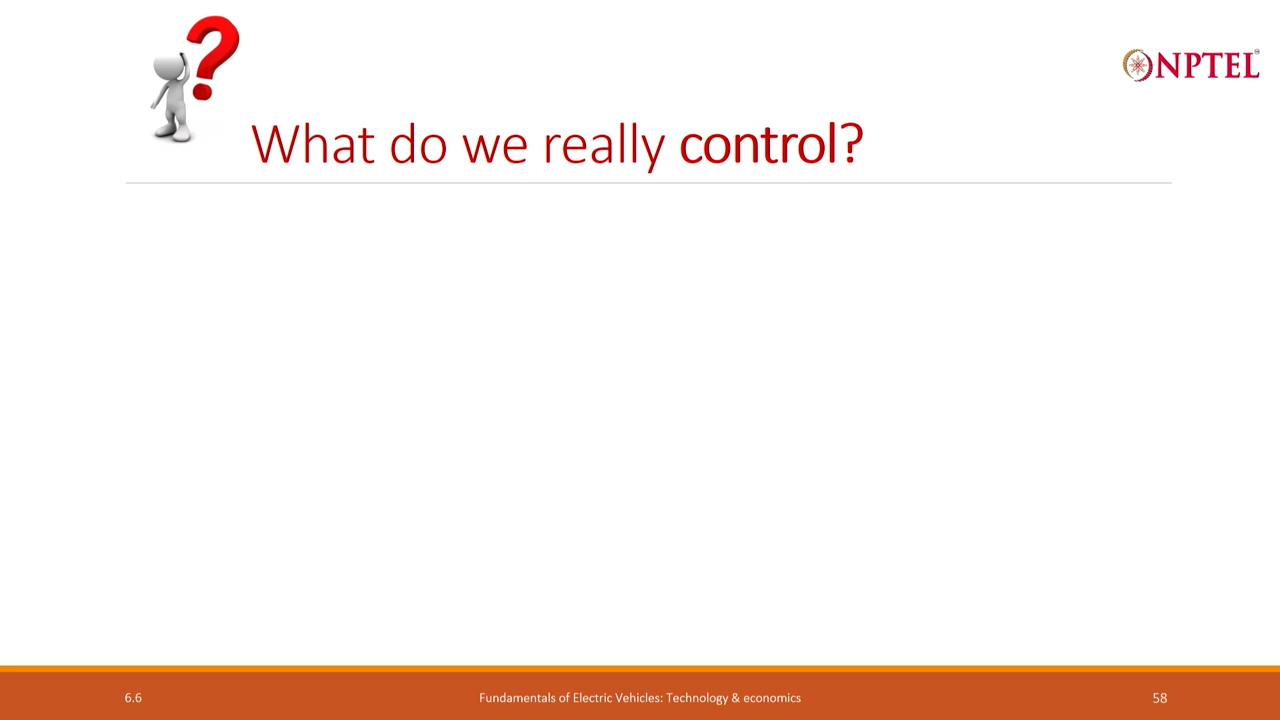 NPTEL
What do we really control?
6.6
Fundamentals of Electric Vehicles: Technology & economics
58